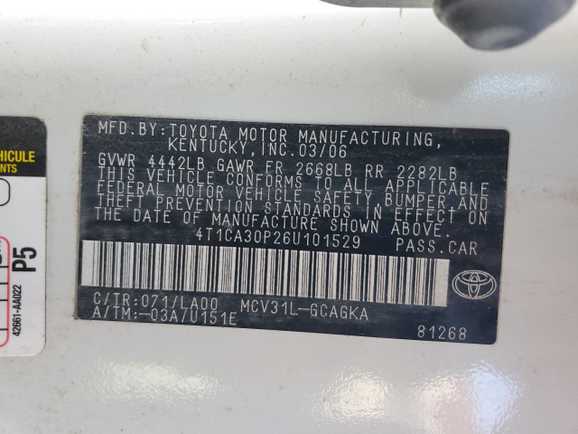 MFD.BY:TOYOTA MOTOR MANUFACTURING,
KENTUCKY,INC.03/06
GVWR 4442LB GAWR FR 2668LB RR 2282LB
THIS VEHICLE CONFORMS TO ALL APPLICABLE
FEDERAL MOTOR VEHICLE SAFETY, BUMPER,AND
THEFT PREVENTION STANDARDS IN EFFECT ON
THE DATE OF MANUFACTURE SHOWN ABOVE.
4T1CA30P26U101529 PASS.CAR
C/TR:071/LA00 MCV31L-GCAGKA
A/TM:-03A/U151E
81268
HICULE
NTS
P5
42661-AA022